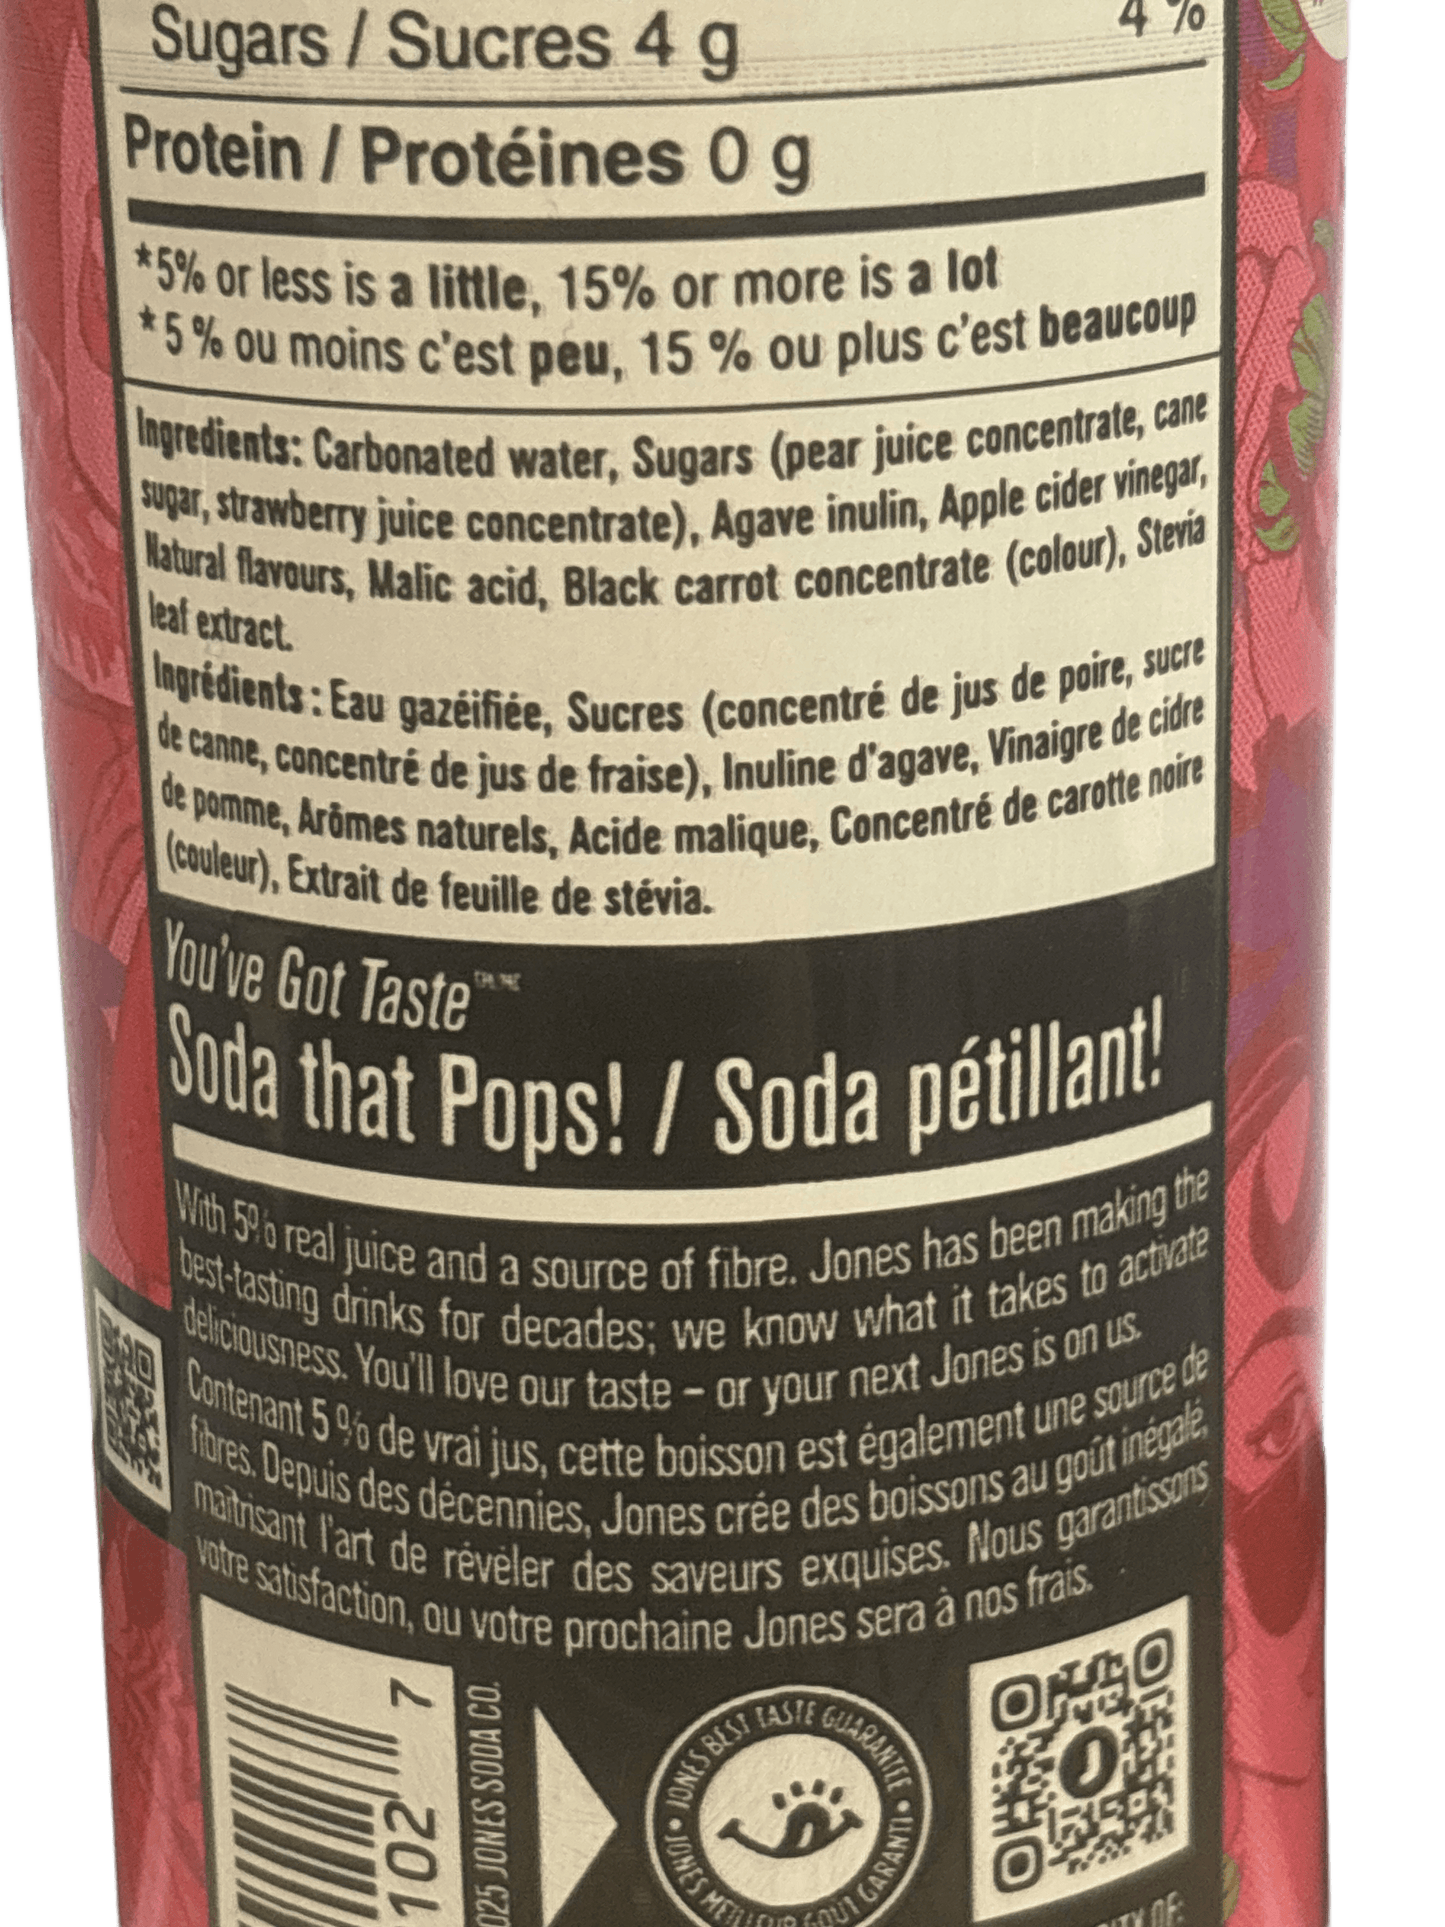 Sugars / Sucres 4 g 4 %
Protein / Protéines 0 g
*5% or less is a little, 15% or more is a lot
*5 % ou moins c'est peu, 15 % ou plus c'est beaucoup
Ingredients: Carbonated water, Sugars (pear juice concentrate, cane
sugar, strawberry juice concentrate), Agave inulin, Apple cider vinegar,
Natural flavours, Malic acid, Black carrot concentrate (colour), Stevia
leaf extract.
Ingrédients : Eau gazéifiée, Sucres (concentré de jus de poire, sucre
de canne, concentré de jus de fraise), Inuline d'agave, Vinaigre de cidre
de pomme, Arômes naturels, Acide malique, Concentré de carotte noire
(couleur), Extrait de feuille de stévia.
You've Got Taste
Soda that Pops! / Soda pétillant!
With 5% real juice and a source of fibre. Jones has been making the
best-tasting drinks for decades; we know what it takes to activate
deliciousness. You'll love our taste – or your next Jones is on us.
Contenant 5 % de vrai jus, cette boisson est également une source de
fibres. Depuis des décennies, Jones crée des boissons au goût inégalé,
maîtrisant l'art de révéler des saveurs exquises. Nous garantissons
votre satisfaction, ou votre prochaine Jones sera à nos frais.
102 7
025 JONES SODA CO.
JONES BEST TASTE GUARANTEE
JONES MEILLEUR GOÛT GARANTI
J
OF: